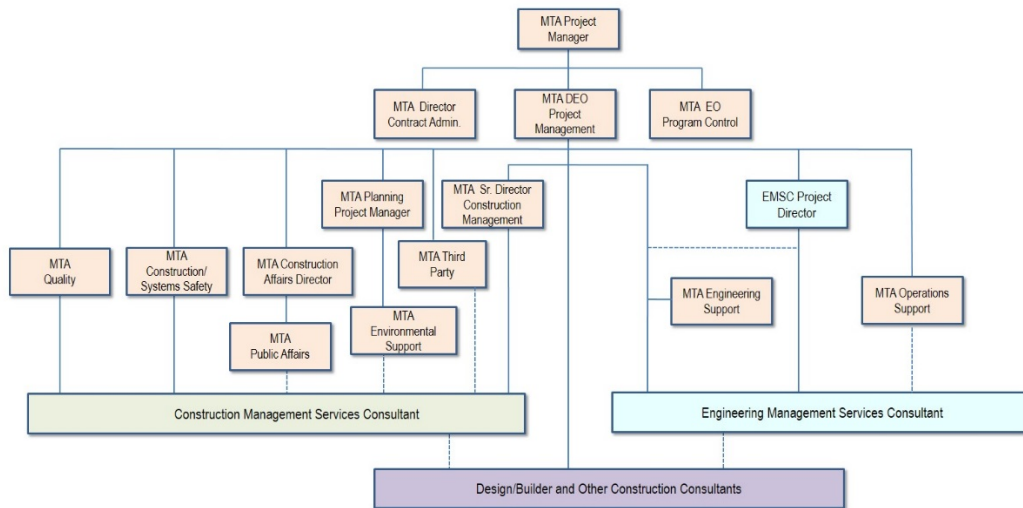 MTA Project
Manager
MTA Director
Contract Admin.
MTA DEO
Project
Management
MTA EO
Program Control
MTA Planning
Project Manager
MTA Sr. Director
Construction
Management
EMSC Project
Director
MTA
Quality
MTA
Construction/
Systems Safety
MTA Construction
Affairs Director
MTA Third
Party
MTA Engineering
Support
MTA Operations
Support
MTA
Public Affairs
MTA
Environmental
Support
Construction Management Services Consultant
Engineering Management Services Consultant
Design/Builder and Other Construction Consultants